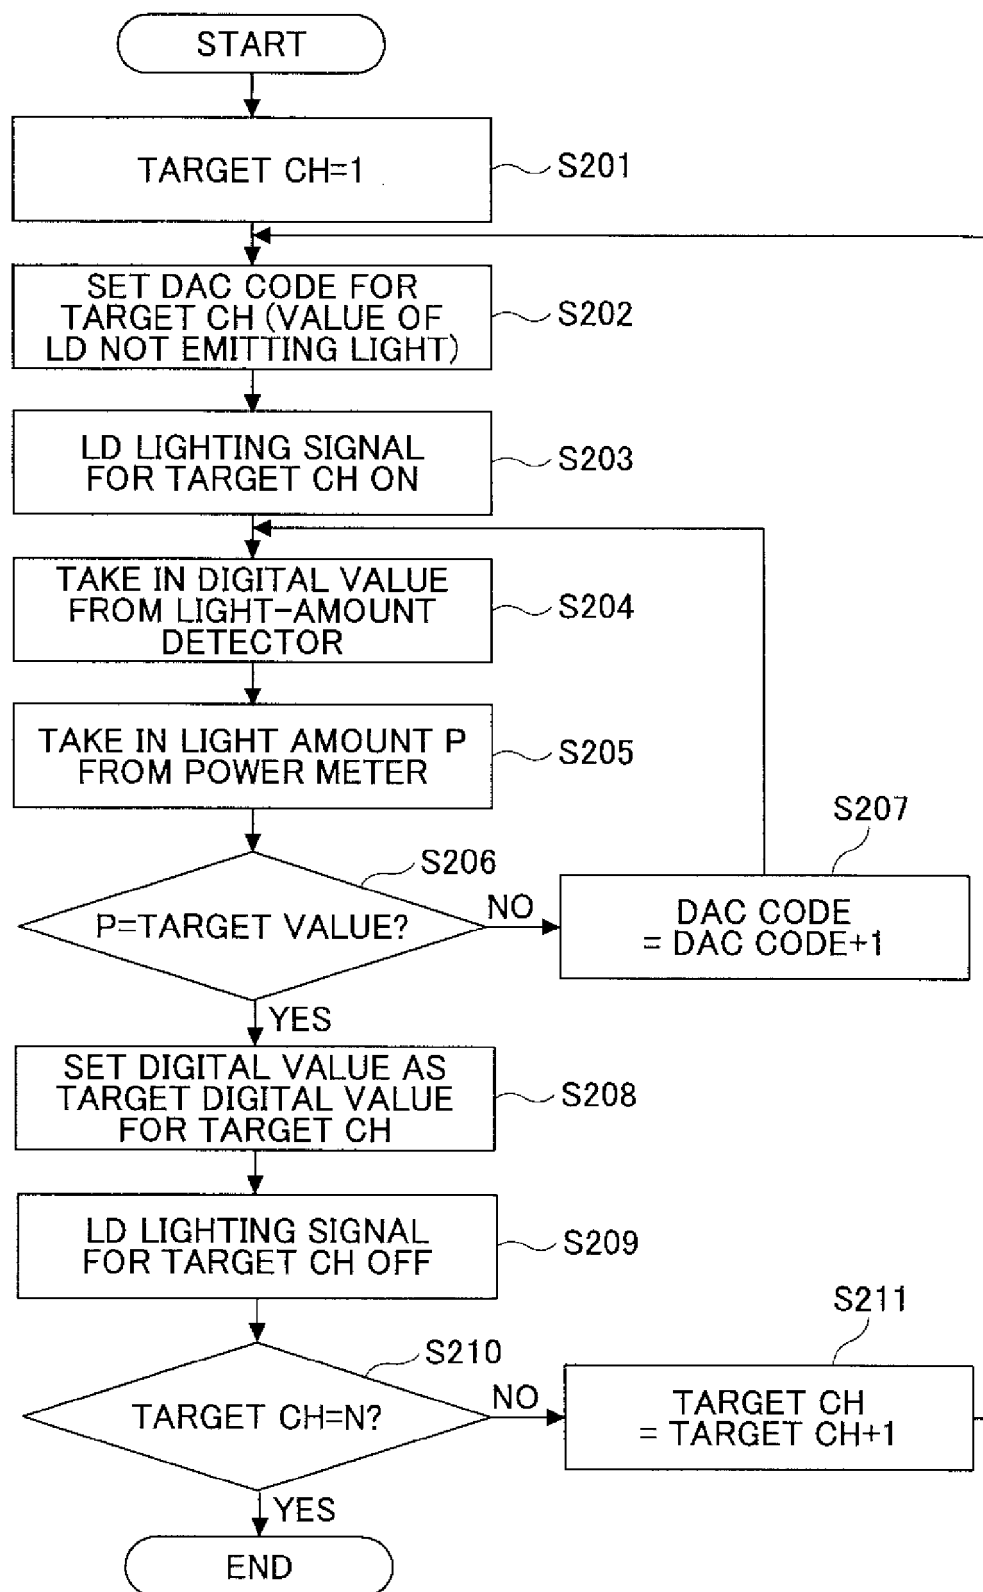 START
TARGET CH=1
S201
SET DAC CODE FOR
TARGET CH (VALUE OF
LD NOT EMITTING LIGHT)
S202
LD LIGHTING SIGNAL
FOR TARGET CH ON
S203
TAKE IN DIGITAL VALUE
FROM LIGHT-AMOUNT
DETECTOR
S204
TAKE IN LIGHT AMOUNT P
FROM POWER METER
S205
P=TARGET VALUE?
S206
NO
DAC CODE
= DAC CODE+1
S207
YES
SET DIGITAL VALUE AS
TARGET DIGITAL VALUE
FOR TARGET CH
S208
LD LIGHTING SIGNAL
FOR TARGET CH OFF
S209
TARGET CH=N?
S210
NO
TARGET CH
= TARGET CH+1
S211
YES
END